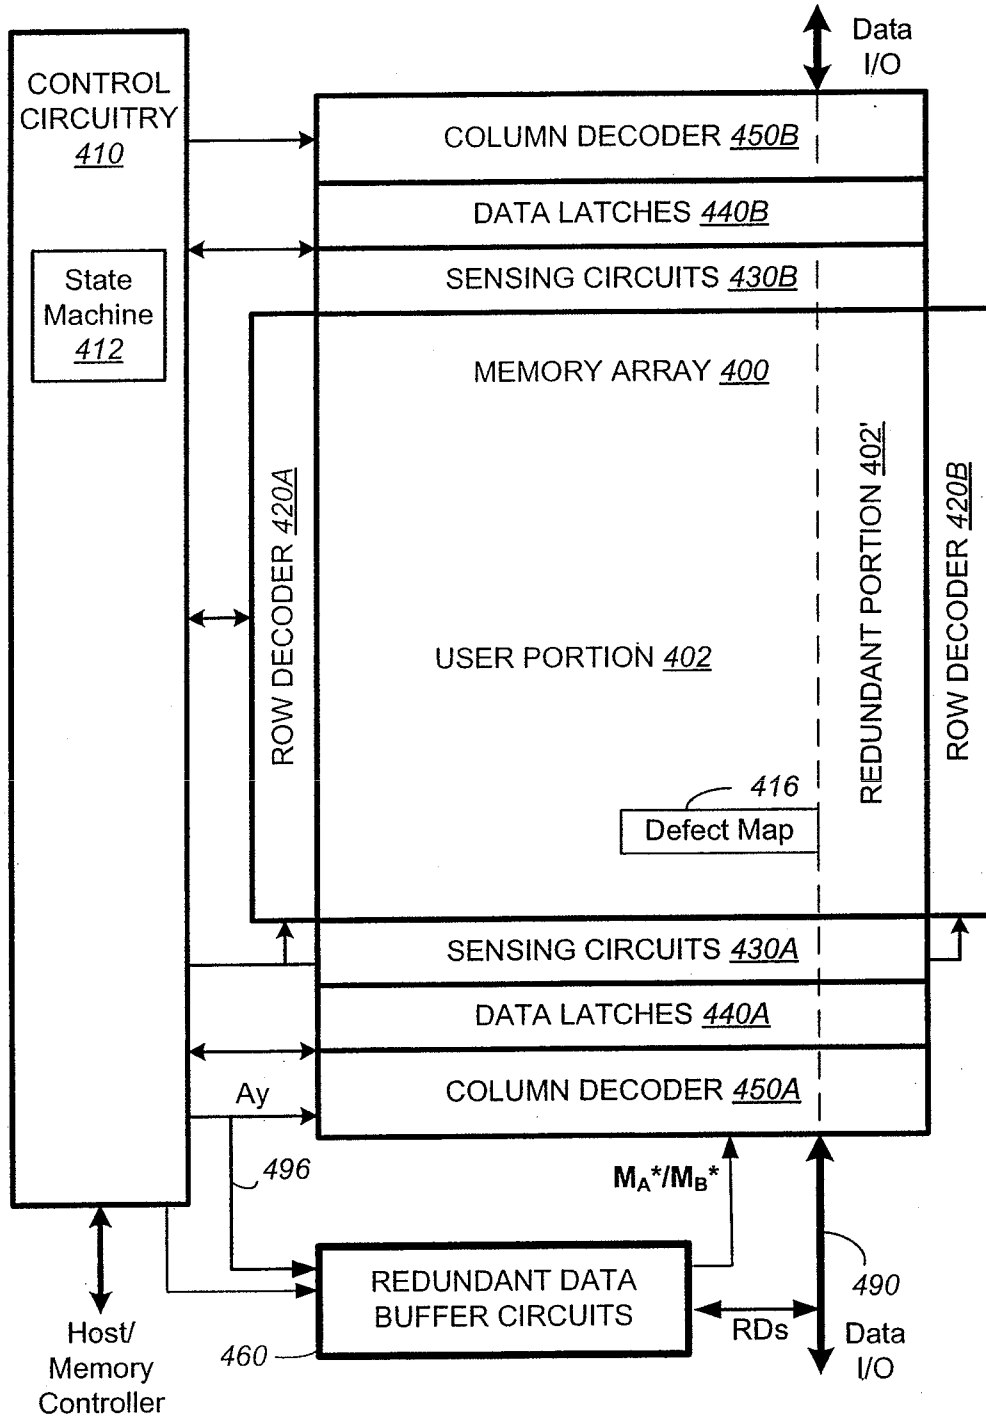 Data
I/O
CONTROL
CIRCUITRY
410
COLUMN DECODER 450B
DATA LATCHES 440B
SENSING CIRCUITS 430B
State
Machine
412
MEMORY ARRAY 400
ROW DECODER 420A
USER PORTION 402
REDUNDANT PORTION 402'
ROW DECODER 420B
416
Defect Map
SENSING CIRCUITS 430A
DATA LATCHES 440A
COLUMN DECODER 450A
Ay
496
MA*/MB*
REDUNDANT DATA
BUFFER CIRCUITS
460
RDs
490
Data
I/O
Host/
Memory
Controller